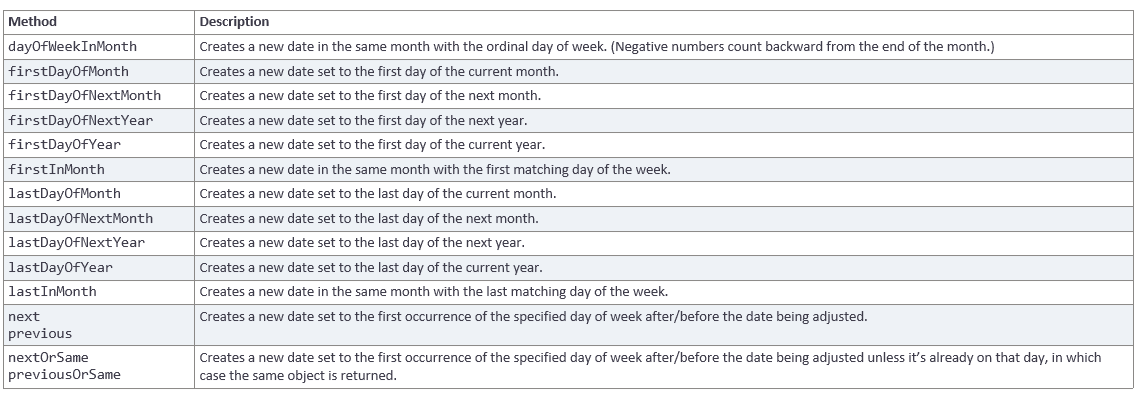 Method Description
dayOfWeekInMonth Creates a new date in the same month with the ordinal day of week. (Negative numbers count backward from the end of the month.)
firstDayOfMonth Creates a new date set to the first day of the current month.
firstDayOfNextMonth Creates a new date set to the first day of the next month.
firstDayOfNextYear Creates a new date set to the first day of the next year.
firstDayOfYear Creates a new date set to the first day of the current year.
firstInMonth Creates a new date in the same month with the first matching day of the week.
lastDayOfMonth Creates a new date set to the last day of the current month.
lastDayOfNextMonth Creates a new date set to the last day of the next month.
lastDayOfNextYear Creates a new date set to the last day of the next year.
lastDayOfYear Creates a new date set to the last day of the current year.
lastInMonth Creates a new date in the same month with the last matching day of the week.
next Creates a new date set to the first occurrence of the specified day of week after/before the date being adjusted.
previous
nextOrSame Creates a new date set to the first occurrence of the specified day of week after/before the date being adjusted unless it’s already on that day, in which
previousOrSame case the same object is returned.